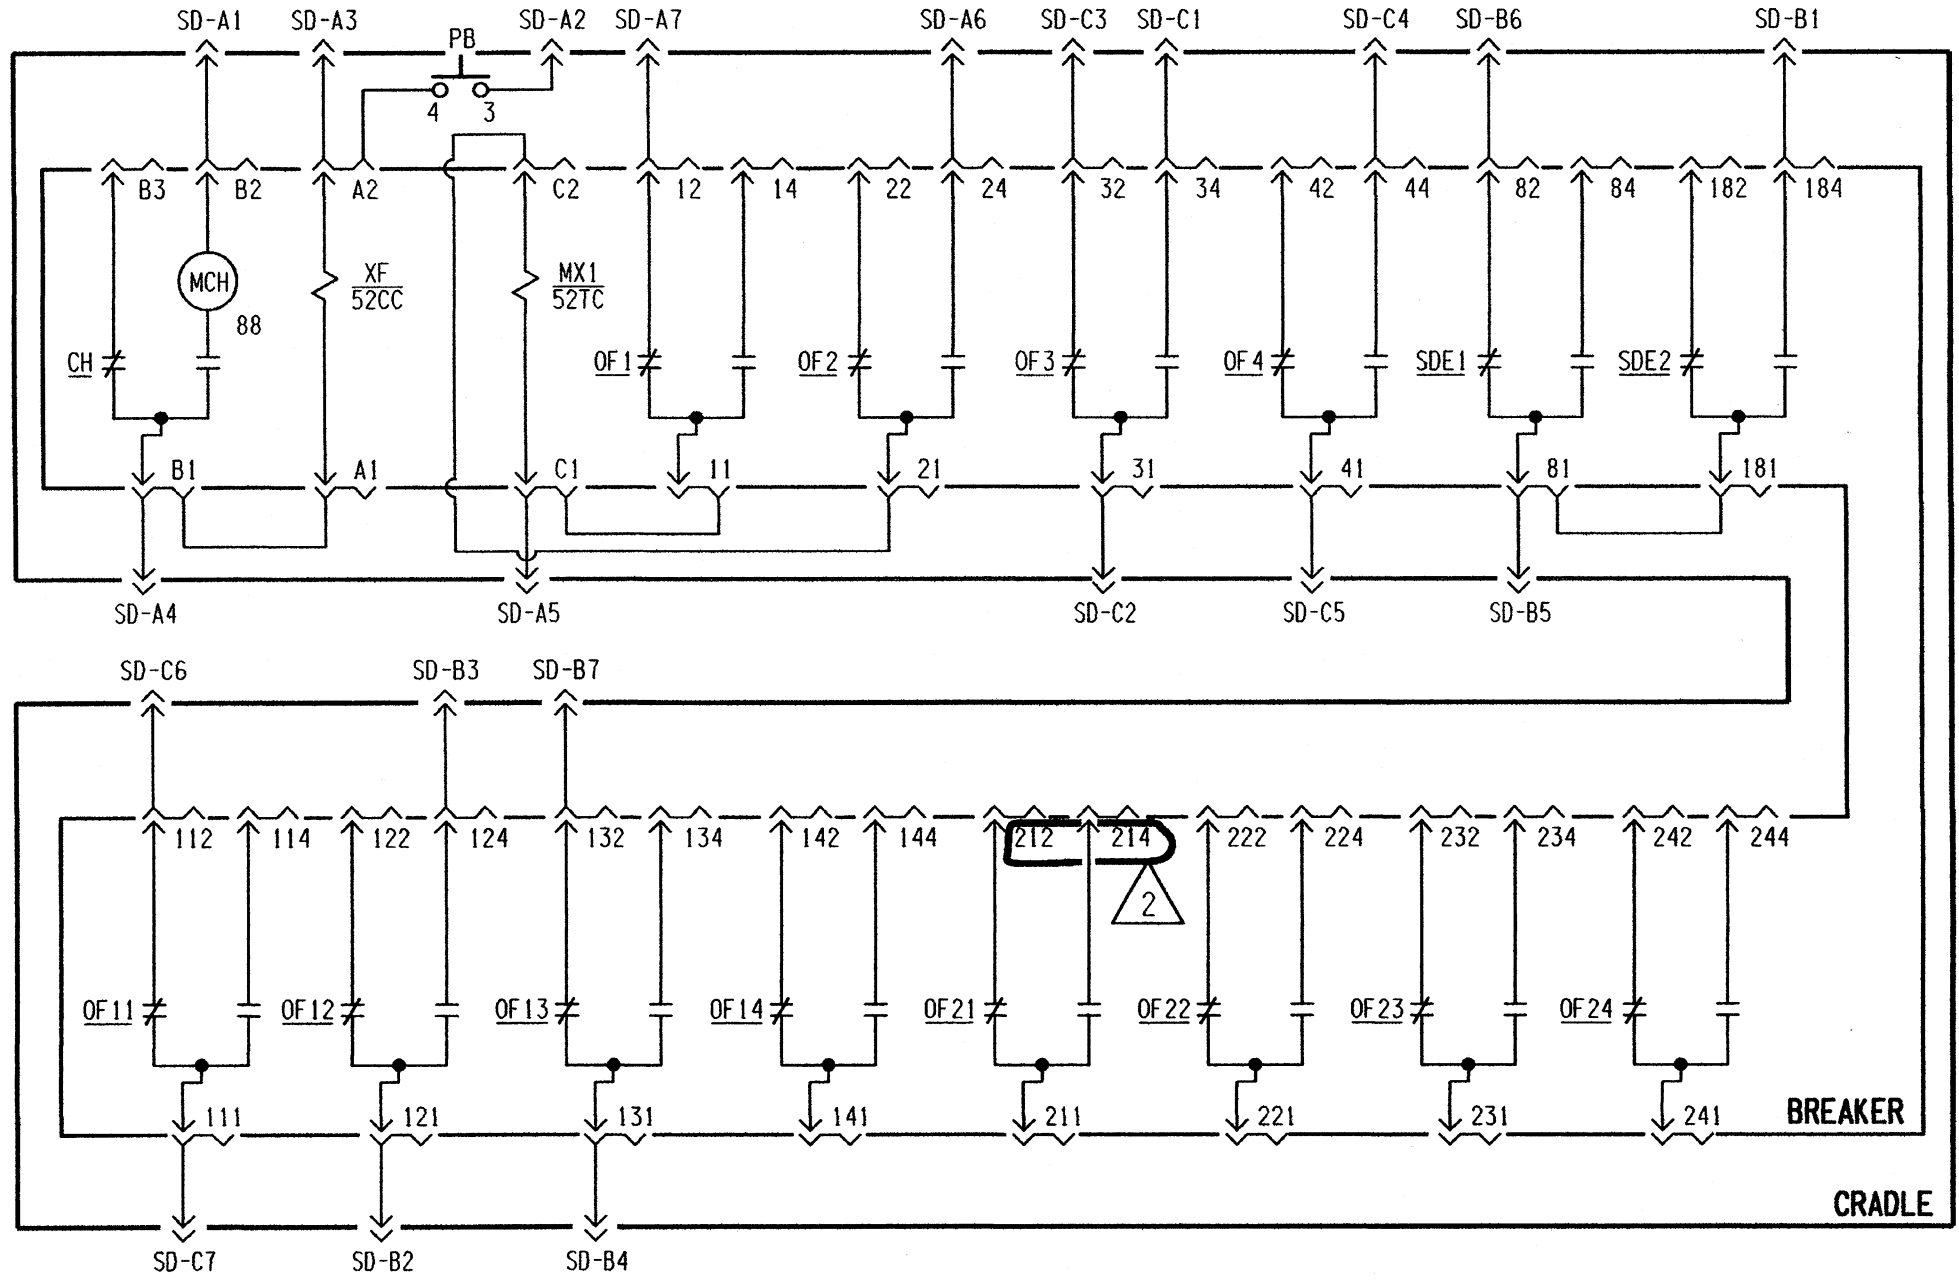 SD-A1 SD-A3 SD-A2 SD-A7 SD-A6 SD-C3 SD-C1 SD-C4 SD-B6 SD-B1
PB
4 3
B3 B2 A2 C2 12 14 22 24 32 34 42 44 82 84 182 184
MCH XF MX1
52CC 52TC
88
CH OF1 OF2 OF3 OF4 SDE1 SDE2
B1 A1 C1 11 21 31 41 81 181
SD-A4 SD-A5 SD-C2 SD-C5 SD-B5
SD-C6 SD-B3 SD-B7
112 114 122 124 132 134 142 144 212 214 222 224 232 234 242 244
2
OF11 OF12 OF13 OF14 OF21 OF22 OF23 OF24
111 121 131 141 211 221 231 241
BREAKER
CRADLE
SD-C7 SD-B2 SD-B4